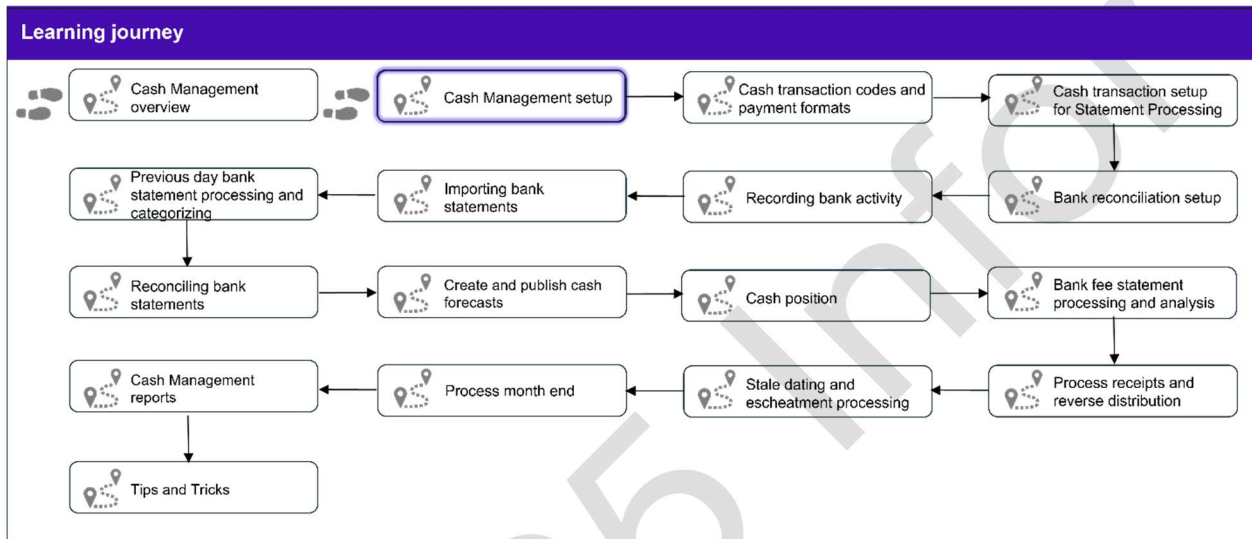 Learning journey
Cash Management
overview
Cash Management setup
Cash transaction codes and
payment formats
Cash transaction setup
for Statement Processing
Previous day bank
statement processing and
categorizing
Importing bank
statements
Recording bank activity
Bank reconciliation setup
Reconciling bank
statements
Create and publish cash
forecasts
Cash position
Bank fee statement
processing and analysis
Cash Management
reports
Process month end
Stale dating and
escheatment processing
Process receipts and
reverse distribution
Tips and Tricks
5 Infor